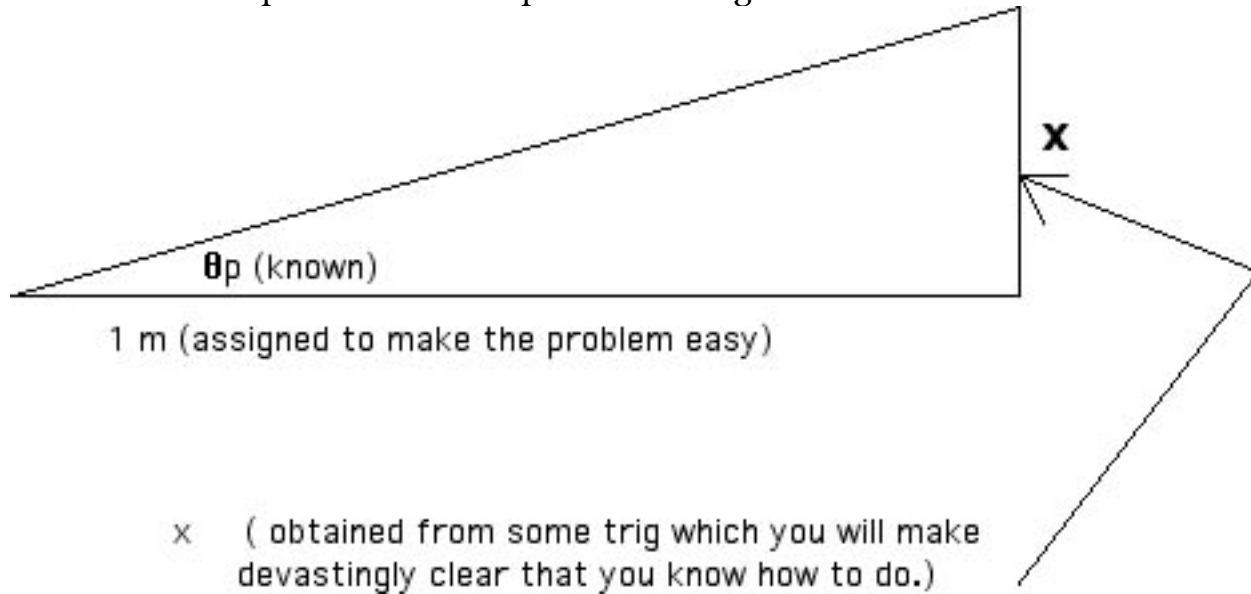 x
θp (known)
1 m (assigned to make the problem easy)
x ( obtained from some trig which you will make
devastingly clear that you know how to do.)